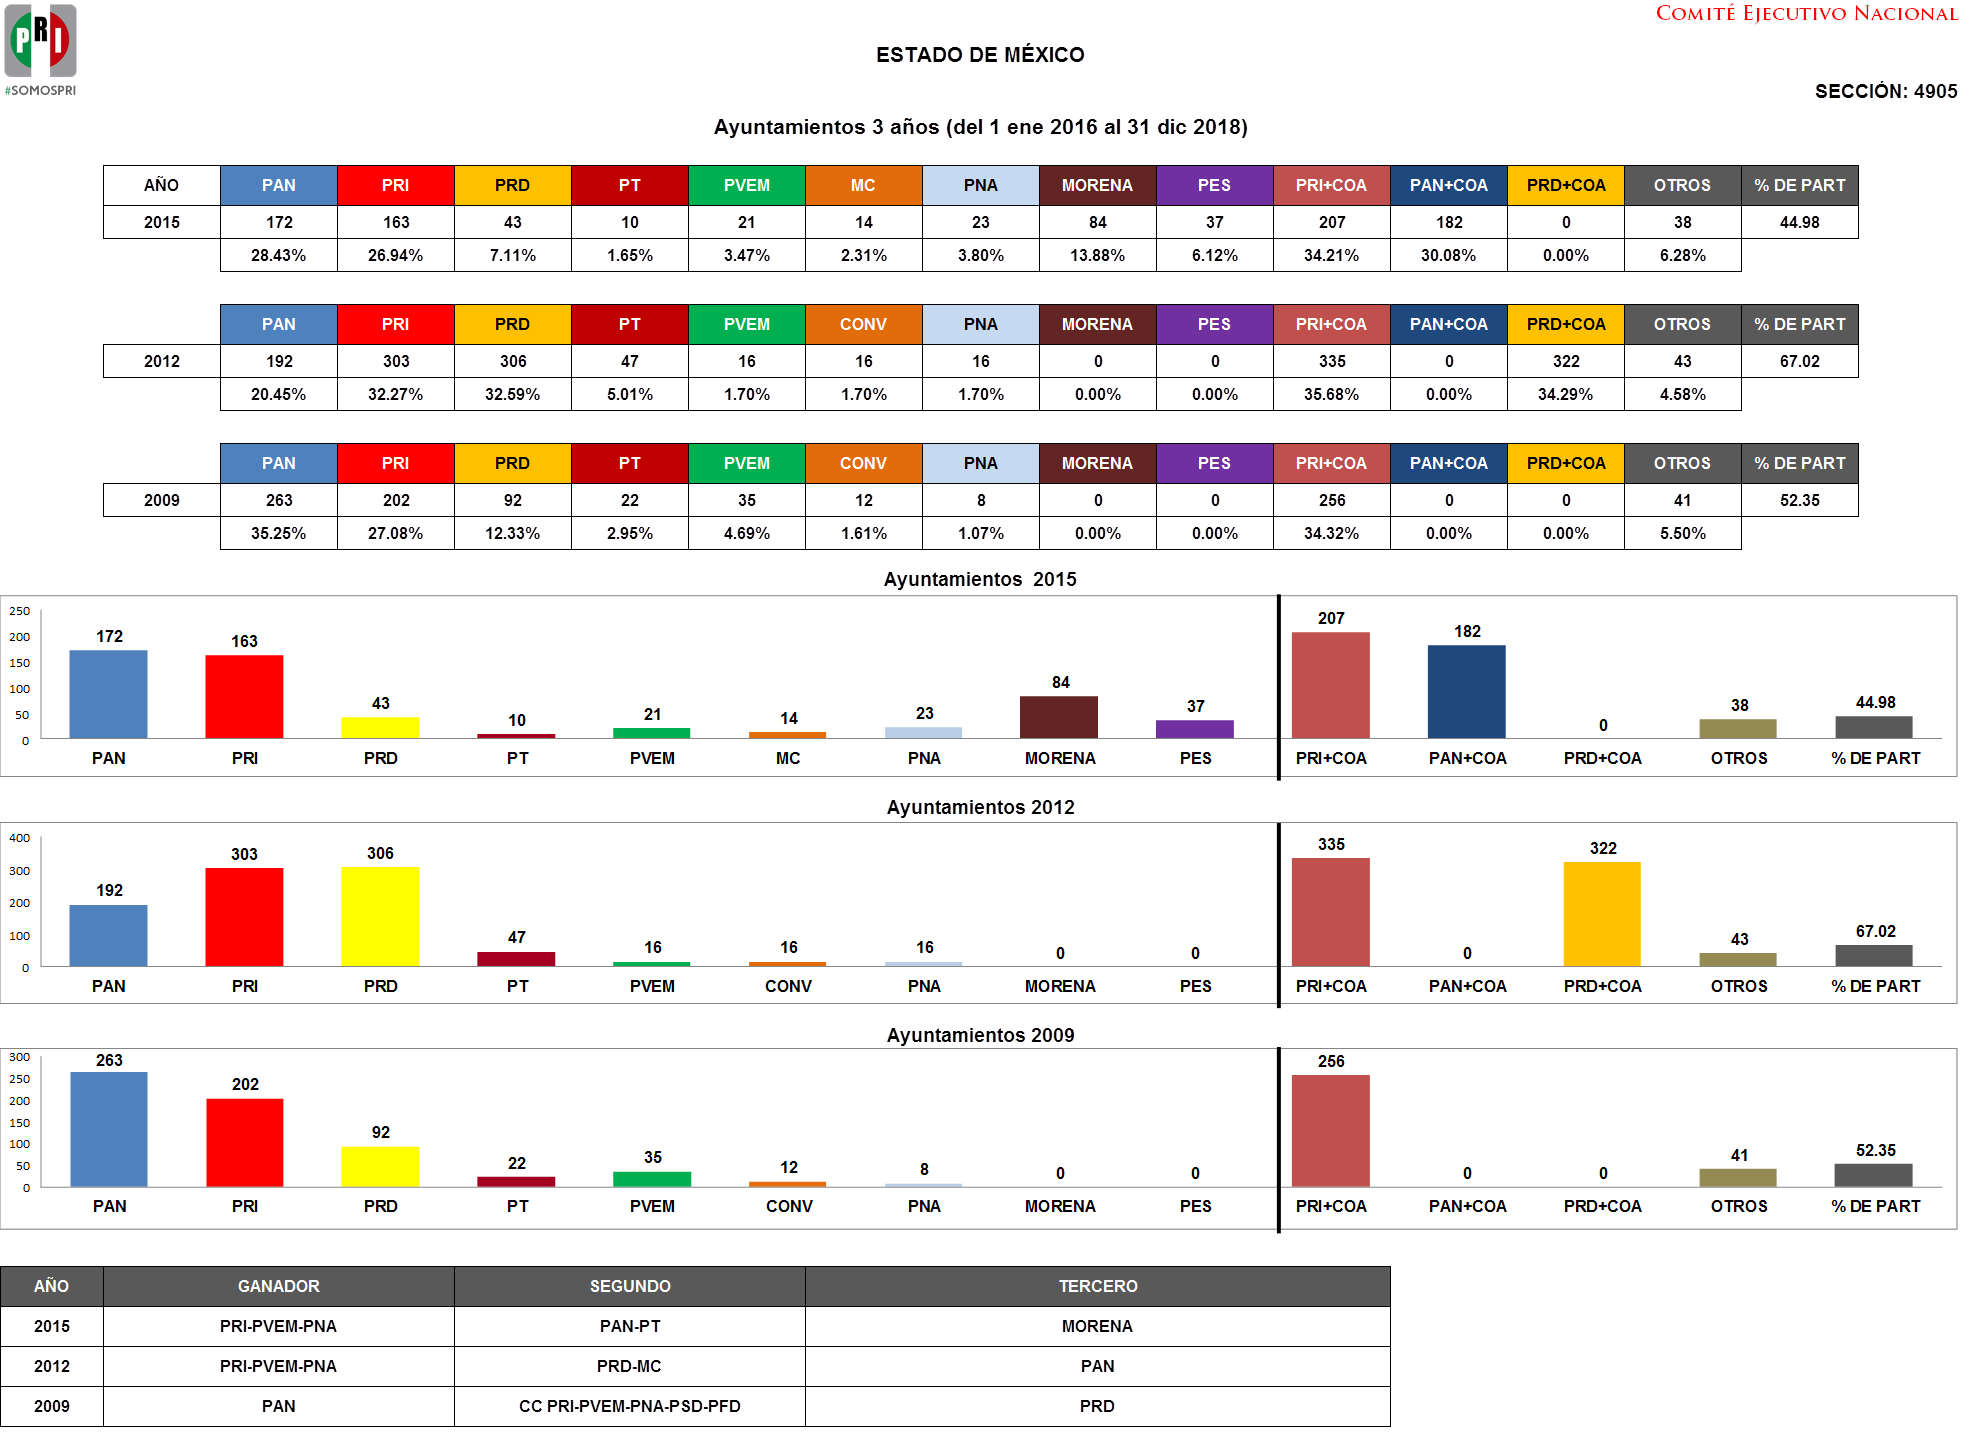 PRI
#SOMOSPRI
COMITÉ EJECUTIVO NACIONAL
ESTADO DE MÉXICO
SECCIÓN: 4905
Ayuntamientos 3 años (del 1 ene 2016 al 31 dic 2018)
AÑO PAN PRI PRD PT PVEM MC PNA MORENA PES PRI+COA PAN+COA PRD+COA OTROS % DE PART
2015 172 163 43 10 21 14 23 84 37 207 182 0 38 44.98
28.43% 26.94% 7.11% 1.65% 3.47% 2.31% 3.80% 13.88% 6.12% 34.21% 30.08% 0.00% 6.28%
PAN PRI PRD PT PVEM CONV PNA MORENA PES PRI+COA PAN+COA PRD+COA OTROS % DE PART
2012 192 303 306 47 16 16 16 0 0 335 0 322 43 67.02
20.45% 32.27% 32.59% 5.01% 1.70% 1.70% 1.70% 0.00% 0.00% 35.68% 0.00% 34.29% 4.58%
PAN PRI PRD PT PVEM CONV PNA MORENA PES PRI+COA PAN+COA PRD+COA OTROS % DE PART
2009 263 202 92 22 35 12 8 0 0 256 0 0 41 52.35
35.25% 27.08% 12.33% 2.95% 4.69% 1.61% 1.07% 0.00% 0.00% 34.32% 0.00% 0.00% 5.50%
Ayuntamientos 2015
250
200
150
100
50
0
172 163 43 10 21 14 23 84 37 207 182 0 38 44.98
PAN PRI PRD PT PVEM MC PNA MORENA PES PRI+COA PAN+COA PRD+COA OTROS % DE PART
Ayuntamientos 2012
400
300
200
100
0
192 303 306 47 16 16 16 0 0 335 0 322 43 67.02
PAN PRI PRD PT PVEM CONV PNA MORENA PES PRI+COA PAN+COA PRD+COA OTROS % DE PART
Ayuntamientos 2009
300
250
200
150
100
50
0
263 202 92 22 35 12 8 0 0 256 0 0 41 52.35
PAN PRI PRD PT PVEM CONV PNA MORENA PES PRI+COA PAN+COA PRD+COA OTROS % DE PART
AÑO GANADOR SEGUNDO TERCERO
2015 PRI-PVEM-PNA PAN-PT MORENA
2012 PRI-PVEM-PNA PRD-MC PAN
2009 PAN CC PRI-PVEM-PNA-PSD-PFD PRD